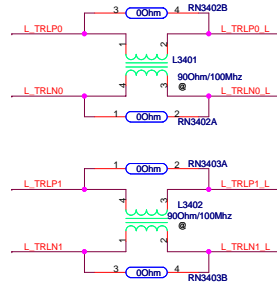 3 0Ohm 4 RN3402B
L_TRLP0 L_TRLP0_L
1 2 L3401
90Ohm/100Mhz
@
4 3
L_TRLN0 L_TRLN0_L
1 0Ohm 2
RN3402A
1 0Ohm 2 RN3403A
L_TRLP1 L_TRLP1_L
4 3 L3402
90Ohm/100Mhz
@
1 2
L_TRLN1 L_TRLN1_L
3 0Ohm 4
RN3403B